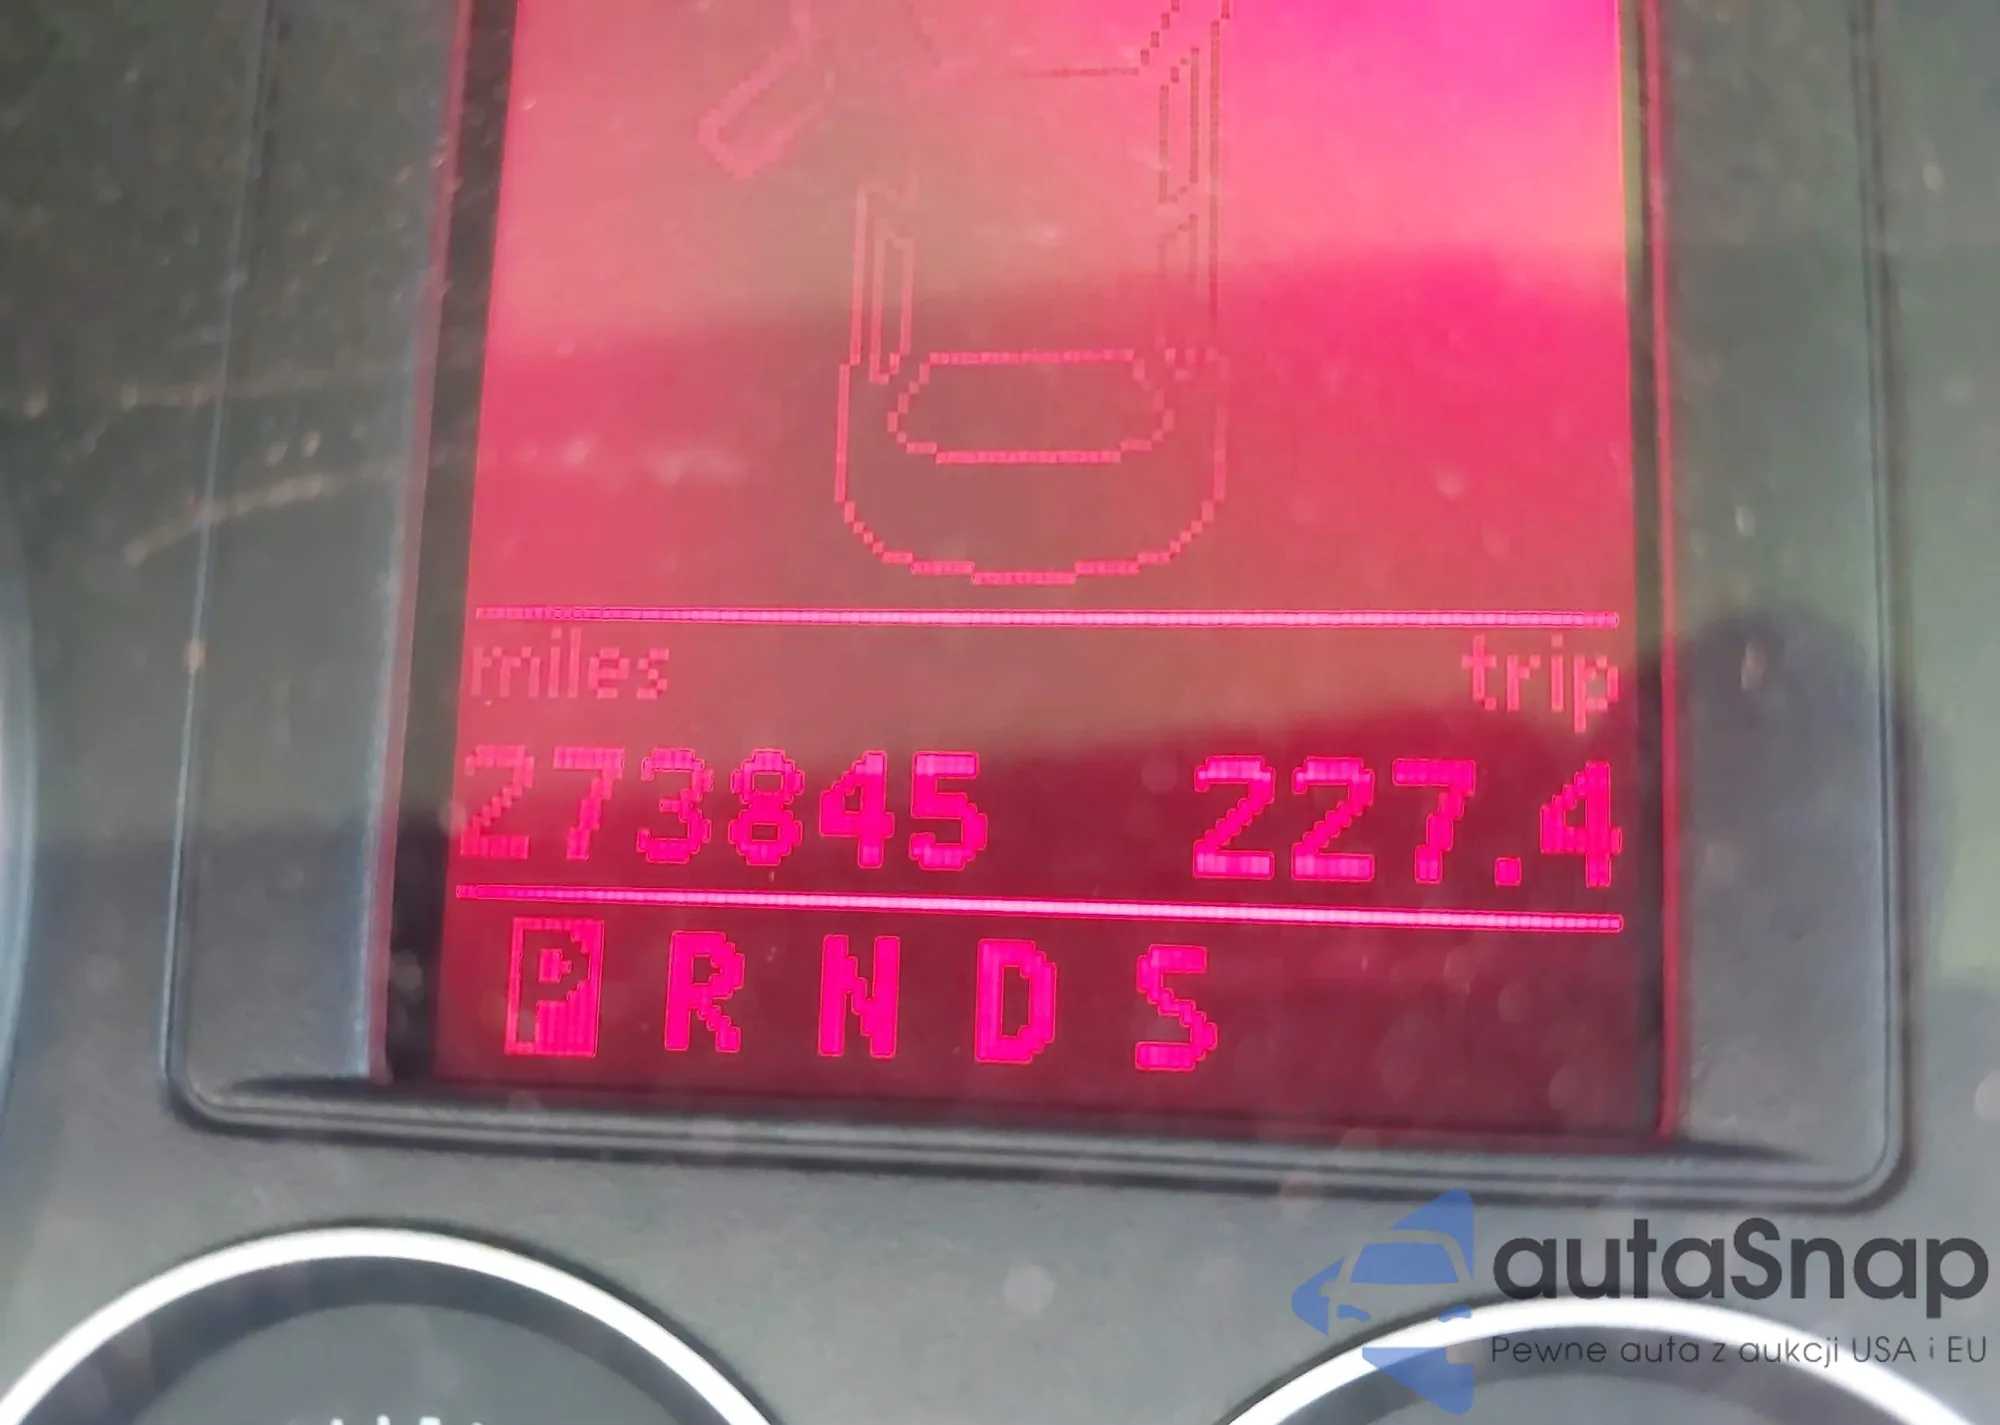 miles trip
273845 227.4
P R N D S
autaSnap
Pewne auta z aukcji USA i EU